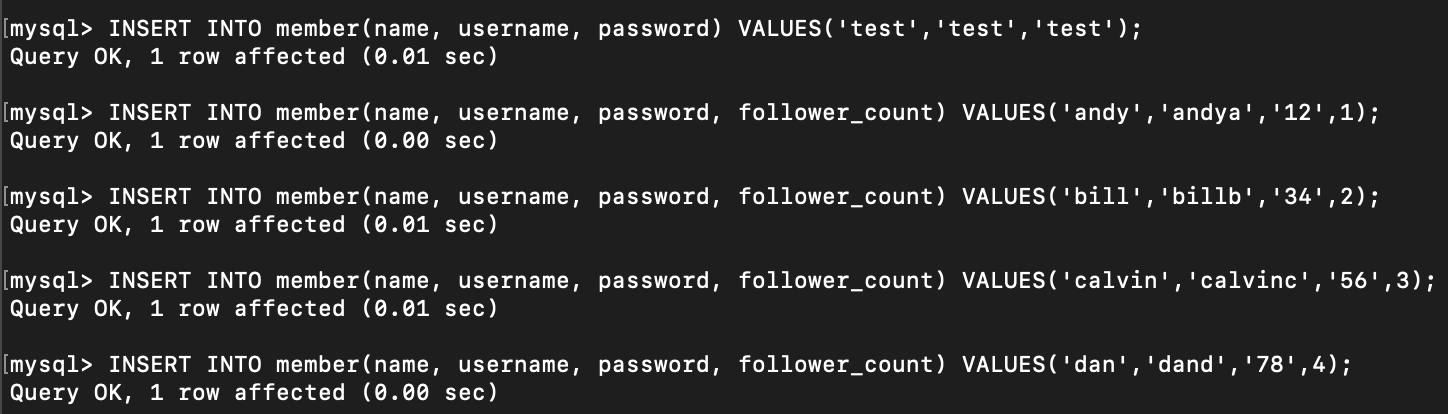 [mysql> INSERT INTO member(name, username, password) VALUES('test','test','test');
Query OK, 1 row affected (0.01 sec)
[mysql> INSERT INTO member(name, username, password, follower_count) VALUES('andy','andya','12',1);
Query OK, 1 row affected (0.00 sec)
[mysql> INSERT INTO member(name, username, password, follower_count) VALUES('bill','billb','34',2);
Query OK, 1 row affected (0.01 sec)
[mysql> INSERT INTO member(name, username, password, follower_count) VALUES('calvin','calvinc','56',3);
Query OK, 1 row affected (0.01 sec)
[mysql> INSERT INTO member(name, username, password, follower_count) VALUES('dan','dand','78',4);
Query OK, 1 row affected (0.00 sec)